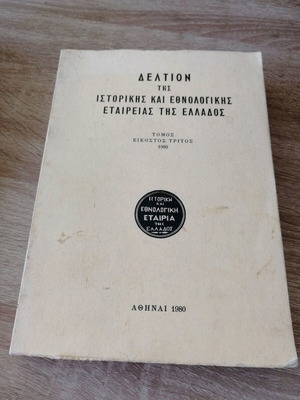 ΔΕΛΤΙΟΝ
ΤΗΣ
ΙΣΤΟΡΙΚΗΣ ΚΑΙ ΕΘΝΟΛΟΓΙΚΗΣ
ΕΤΑΙΡΕΙΑΣ ΤΗΣ ΕΛΛΑΔΟΣ
ΤΟΜΟΣ
ΕΙΚΟΣΤΟΣ ΤΡΙΤΟΣ
1980
ΙΣΤΟΡΙΚΗ
ΚΑΙ
ΕΘΝΟΛΟΓΙΚΗ
ΕΤΑΙΡΙΑ
ΤΗΣ
ΕΛΛΑΔΟΣ
ΑΘΗΝΑΙ 1980